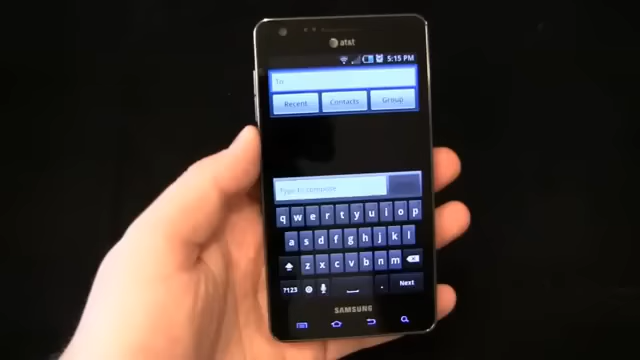 at&t
5:15 PM
To
Recent Contacts Group
Type to compose
q w e r t y u i o p
a s d f g h j k l
z x c v b n m
?123 . Next
SAMSUNG